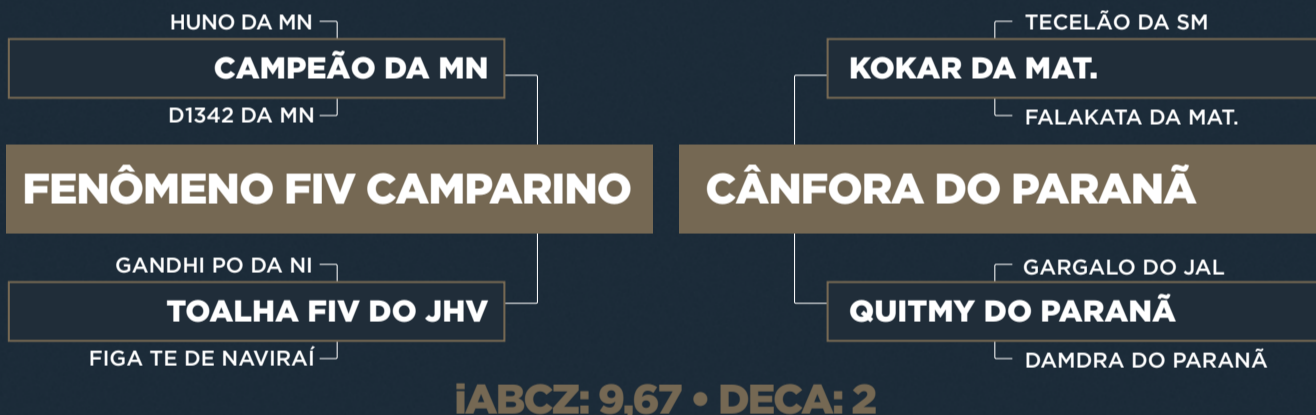 HUNO DA MN
CAMPEÃO DA MN
D1342 DA MN
FENÔMENO FIV CAMPARINO
GANDHI PO DA NI
TOALHA FIV DO JHV
FIGA TE DE NAVIRAÍ
TECELÃO DA SM
KOKAR DA MAT.
FALAKATA DA MAT.
CÂNFORA DO PARANÃ
GARGALO DO JAL
QUITMY DO PARANÃ
DAMDRA DO PARANÃ
iABCZ: 9,67 • DECA: 2